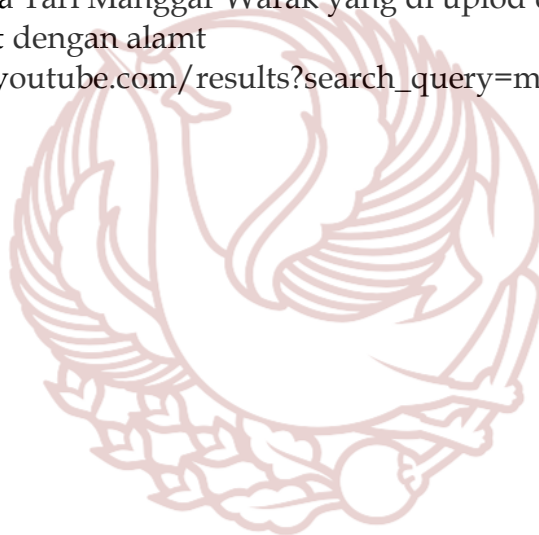 a Tari Manggar Warak yang di uplod
t dengan alamt
youtube.com/results?search_query=m